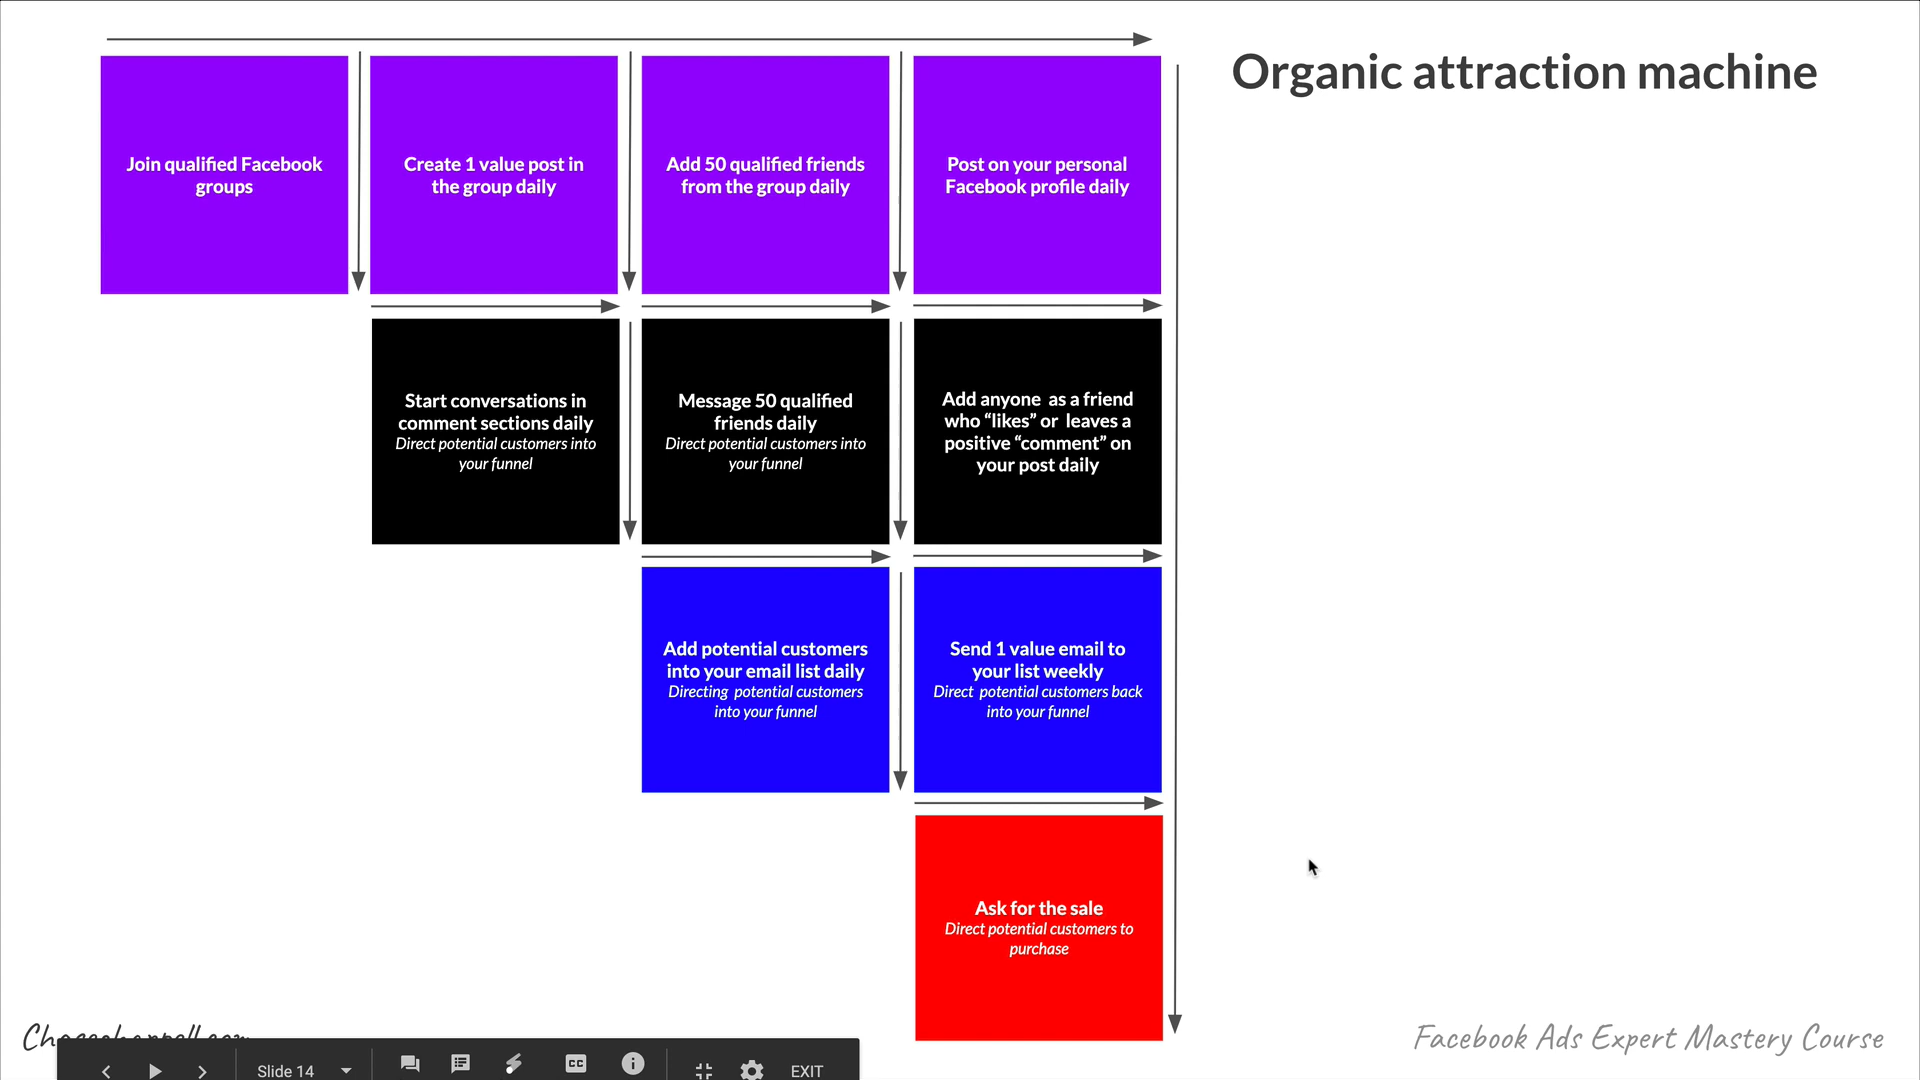 Organic attraction machine
Join qualified Facebook
groups
Create 1 value post in
the group daily
Add 50 qualified friends
from the group daily
Post on your personal
Facebook profile daily
Start conversations in
comment sections daily
Direct potential customers into
your funnel
Message 50 qualified
friends daily
Direct potential customers into
your funnel
Add anyone as a friend
who “likes” or leaves a
positive “comment” on
your post daily
Add potential customers
into your email list daily
Directing potential customers
into your funnel
Send 1 value email to
your list weekly
Direct potential customers back
into your funnel
Ask for the sale
Direct potential customers to
purchase
Facebook Ads Expert Mastery Course
Slide 14
CC
EXIT